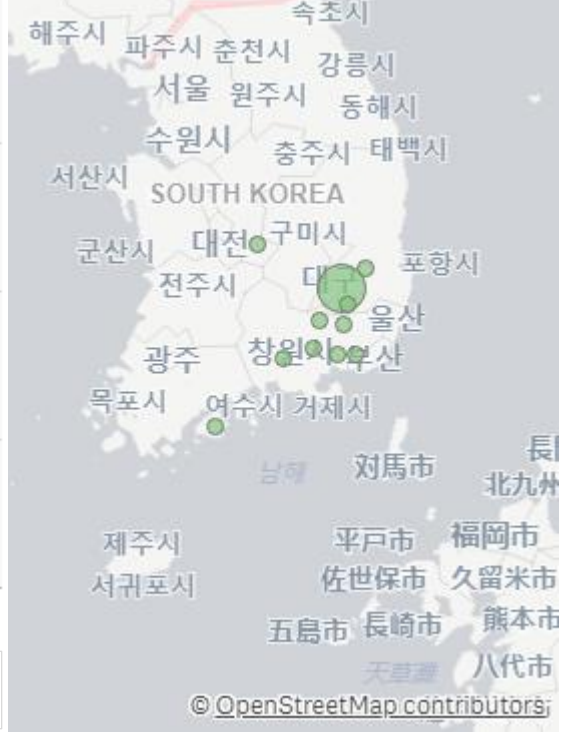 속초시
해주시
파주시 춘천시
강릉시
서울 원주시
동해시
수원시
충주시 태백시
서산시
SOUTH KOREA
대전 구미시
군산시
포항시
전주시
울산
광주
목포시
여수시 거제시
남해
対馬市
北九州
제주시
平戸市 福岡市
서귀포시
佐世保市 久留米市
五島市 長崎市 熊本市
天草灘 八代市
© OpenStreetMap contributors,